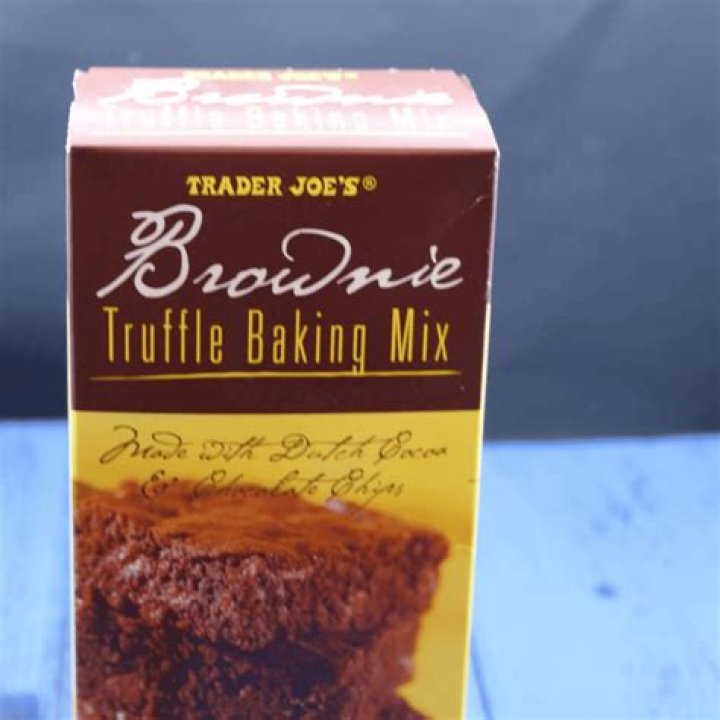 TRADER JOE'S®
Brownie
Truffle Baking Mix
TRADER JOE'S®
Brownie
Truffle Baking Mix
Made with Dutch Cocoa
& Chocolate Chips